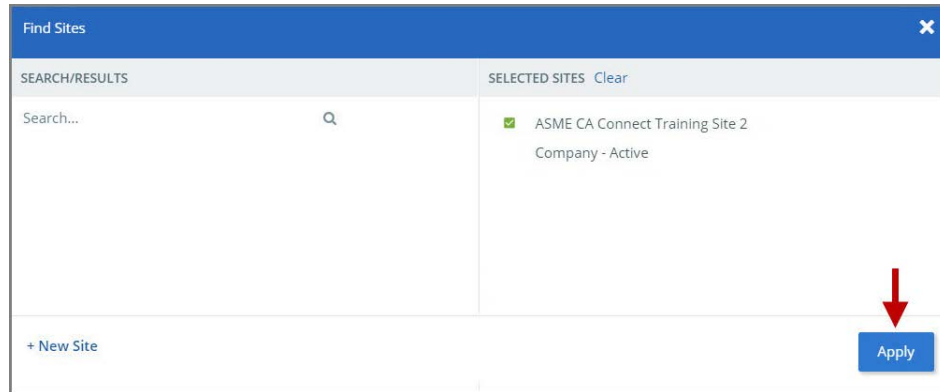 Find Sites
SEARCH/RESULTS
SELECTED SITES Clear
Search...
ASME CA Connect Training Site 2
Company - Active
+ New Site
Apply